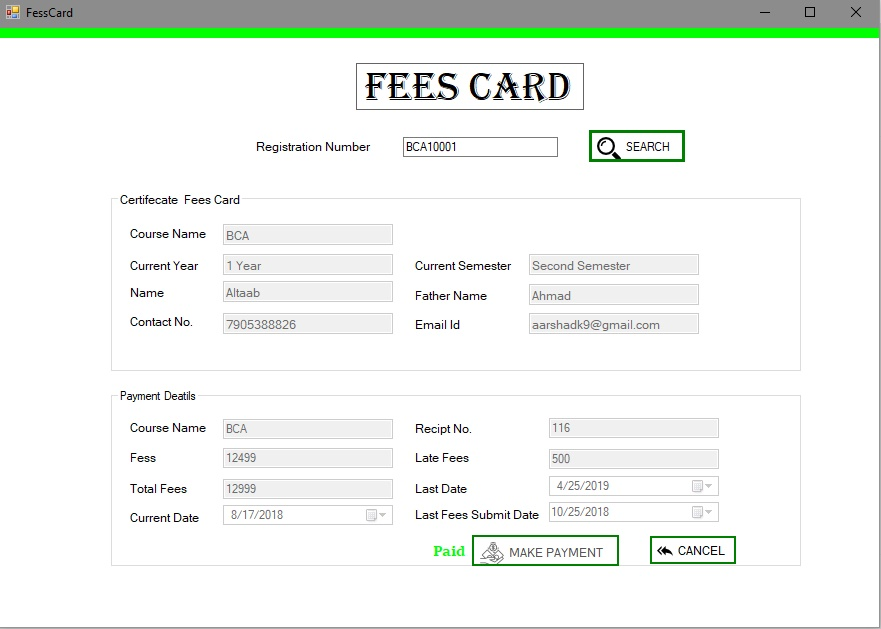 FessCard
FEES CARD
Registration Number BCA10001 SEARCH
Certifecate Fees Card
Course Name BCA
Current Year 1 Year Current Semester Second Semester
Name Altaab Father Name Ahmad
Contact No. 7905388826 Email Id aarshadk9@gmail.com
Payment Deatils
Course Name BCA Recipt No. 116
Fess 12499 Late Fees 500
Total Fees 12999 Last Date 4/25/2019
Current Date 8/17/2018 Last Fees Submit Date 10/25/2018
Paid MAKE PAYMENT CANCEL